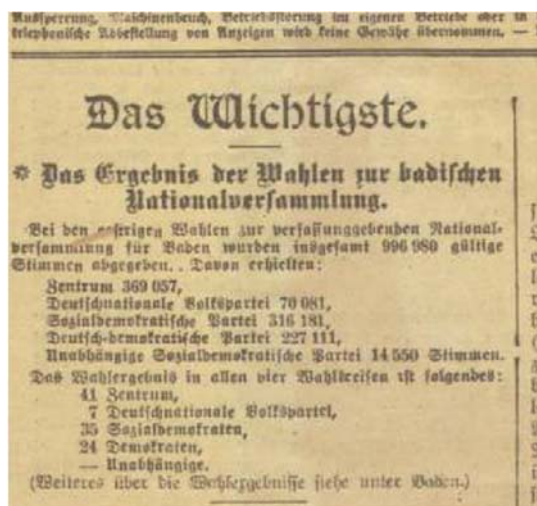 Aussperrung, Maschinenbruch, Betriebsstörung im eigenen Betriebe oder in
telephonische Abbestellung von Anzeigen wird keine Gewähr übernommen. —
Das Wichtigste.
* Das Ergebnis der Wahlen zur badischen
Nationalversammlung.
Bei den gestrigen Wahlen zur verfassunggebenden National-
versammlung für Baden wurden insgesamt 996 980 gültige
Stimmen abgegeben. . Davon erhielten:
Zentrum 369 057,
Deutschnationale Volkspartei 70 081,
Sozialdemokratische Partei 316 181,
Deutsch-demokratische Partei 227 111,
Unabhängige Sozialdemokratische Partei 14 550 Stimmen.
Das Wahlergebnis in allen vier Wahlkreisen ist folgendes:
41 Zentrum,
7 Deutschnationale Volkspartei,
35 Sozialdemokraten,
24 Demokraten,
— Unabhängige.
(Weiteres über die Wahlergebnisse siehe unter Baden.)